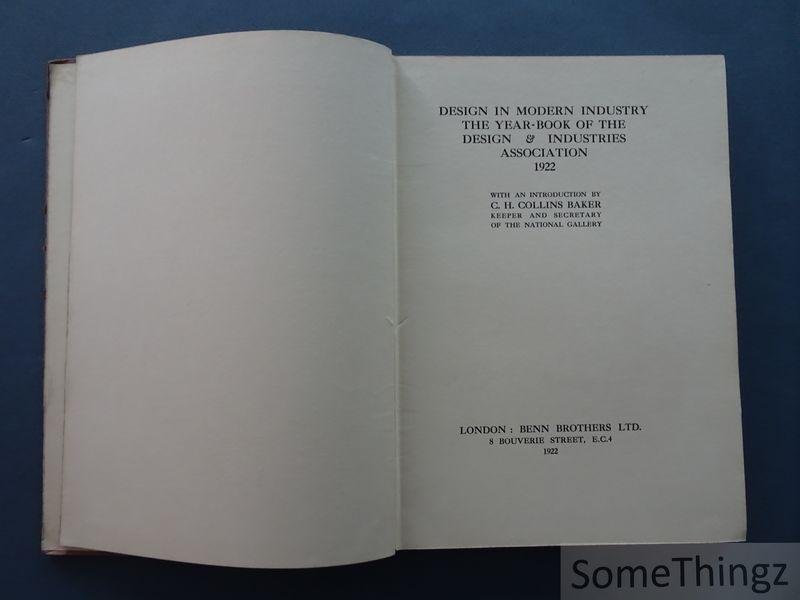 DESIGN IN MODERN INDUSTRY
THE YEAR-BOOK OF THE
DESIGN & INDUSTRIES
ASSOCIATION
1922
WITH AN INTRODUCTION BY
C. H. COLLINS BAKER
KEEPER AND SECRETARY
OF THE NATIONAL GALLERY
LONDON : BENN BROTHERS LTD.
8 BOUVERIE STREET, E.C.4
1922
SomeThingz